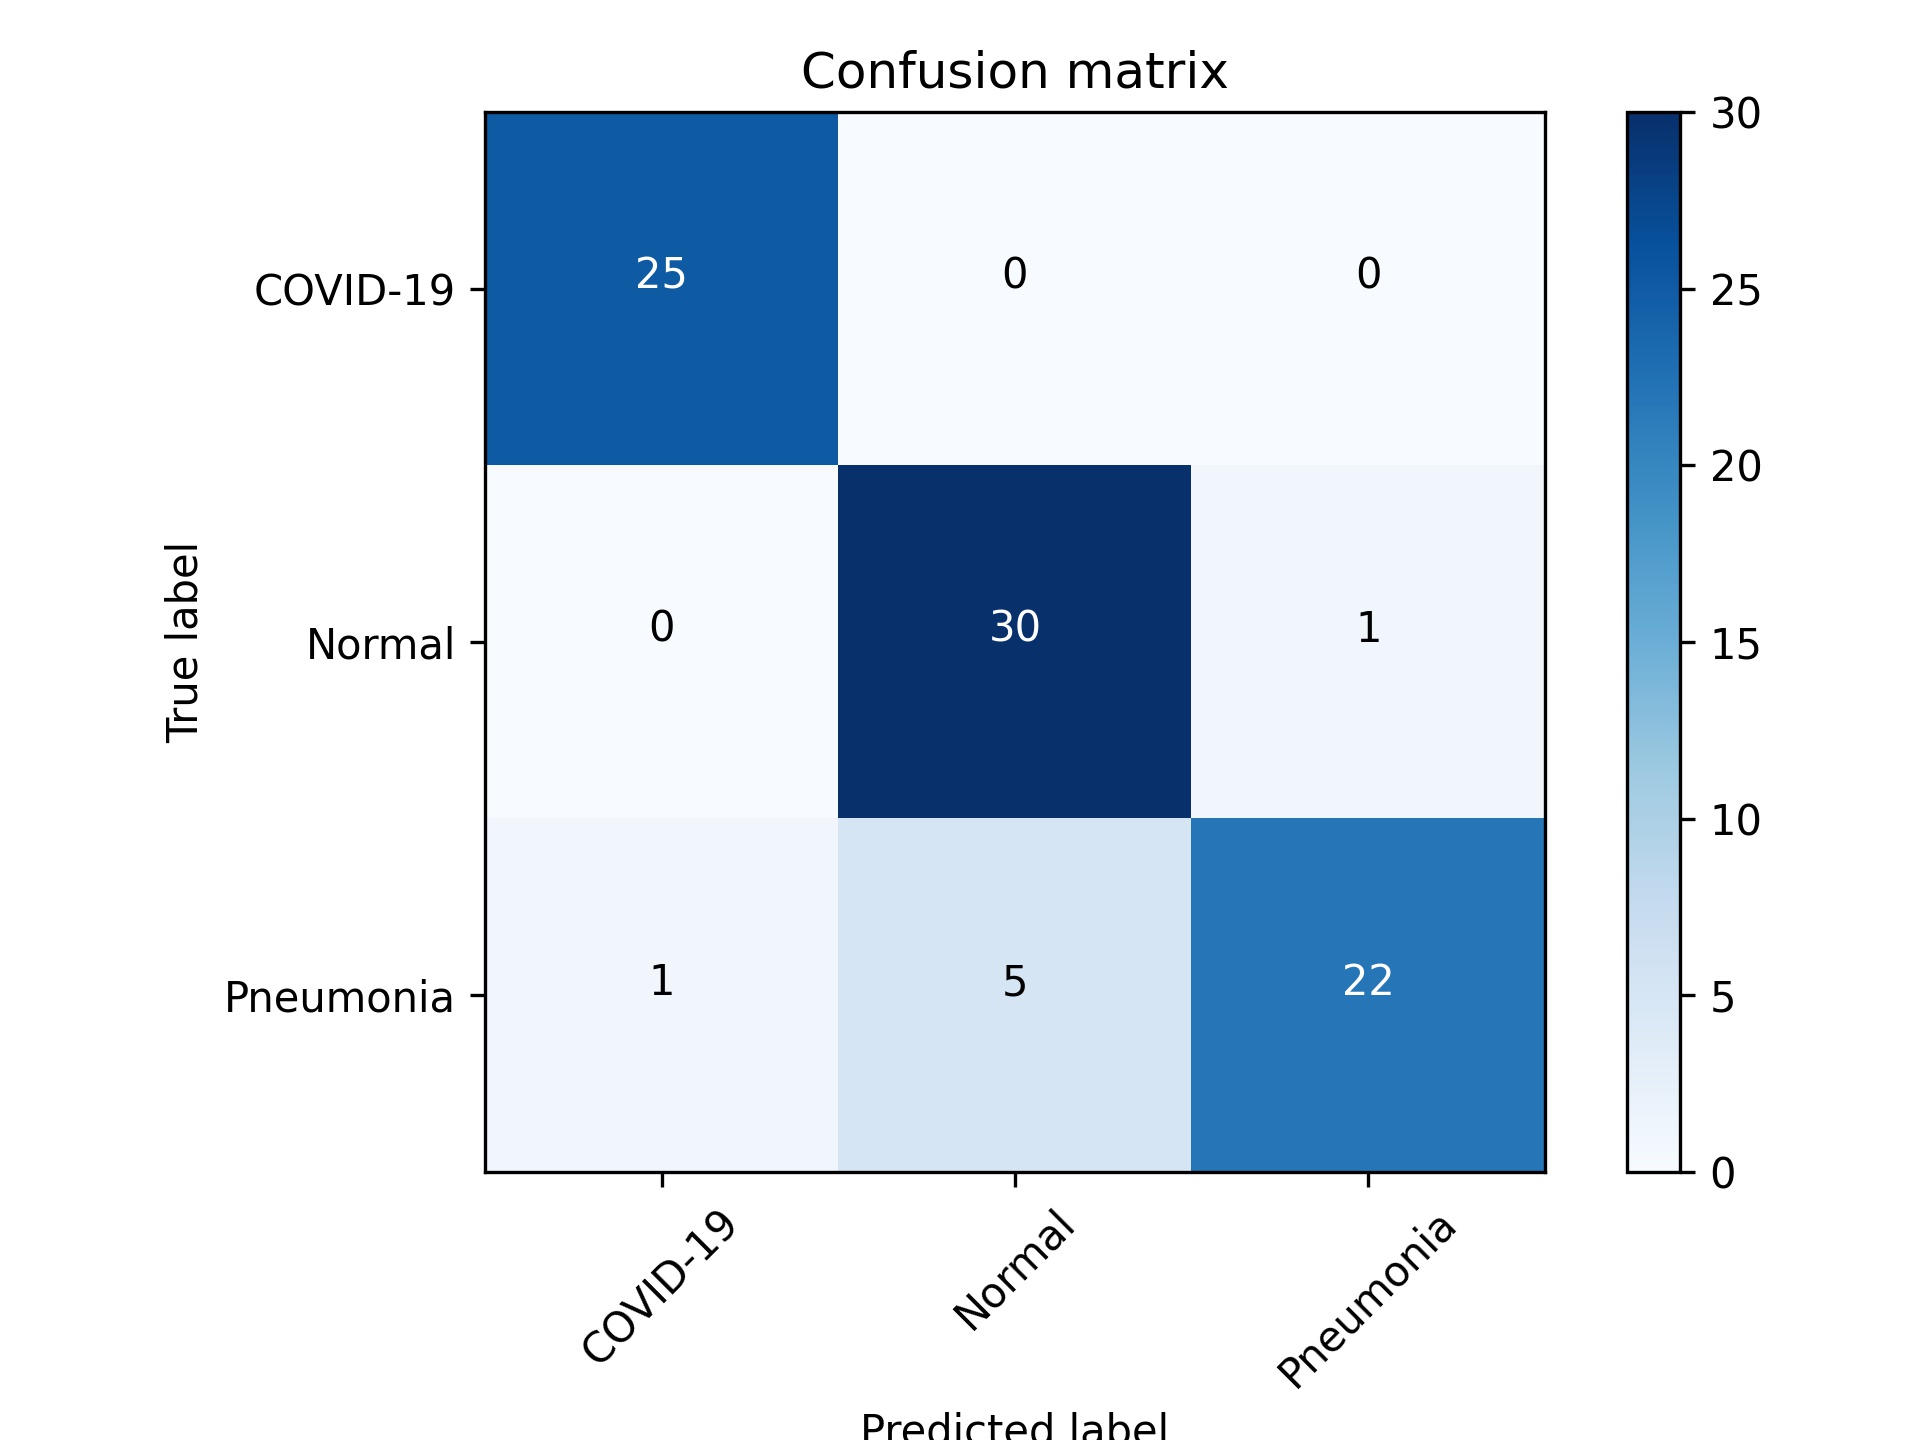 Confusion matrix
COVID-19
Normal
Pneumonia
True label
25 0 0
0 30 1
1 5 22
COVID-19
Normal
Pneumonia
Predicted label
30
25
20
15
10
5
0